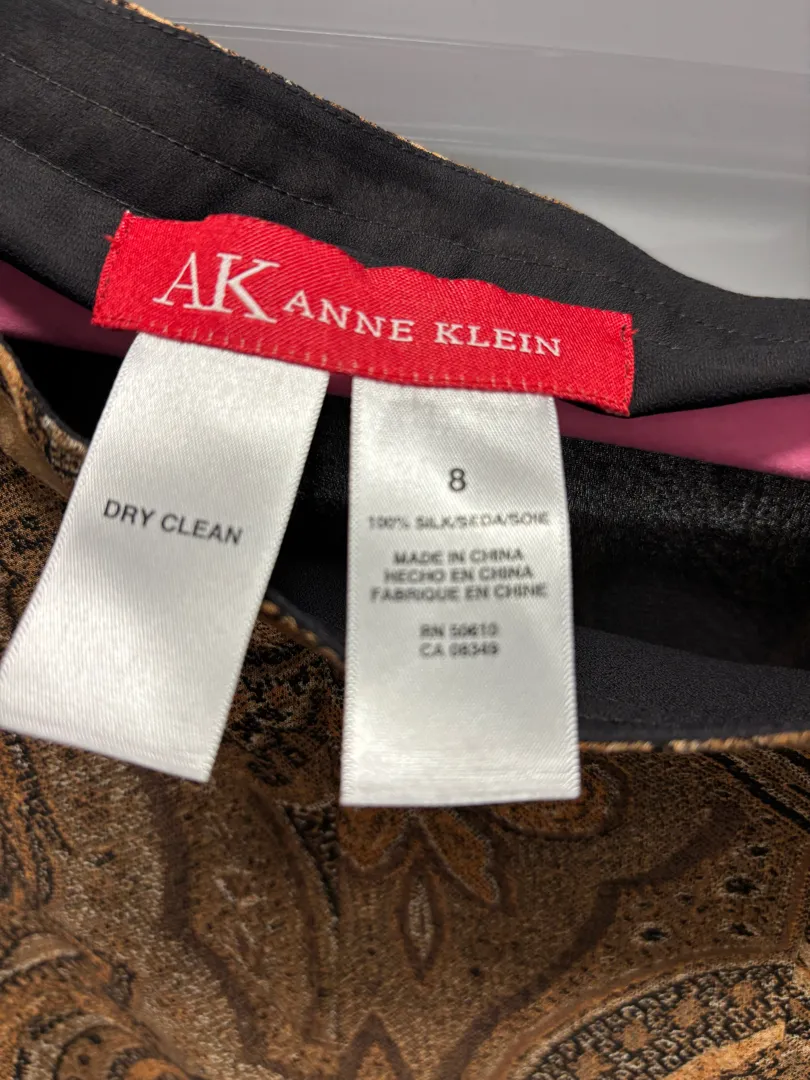 AK ANNE KLEIN
DRY CLEAN
8
100% SILK/SEDA/SOIE
MADE IN CHINA
HECHO EN CHINA
FABRIQUE EN CHINE
RN 50610
CA 08349